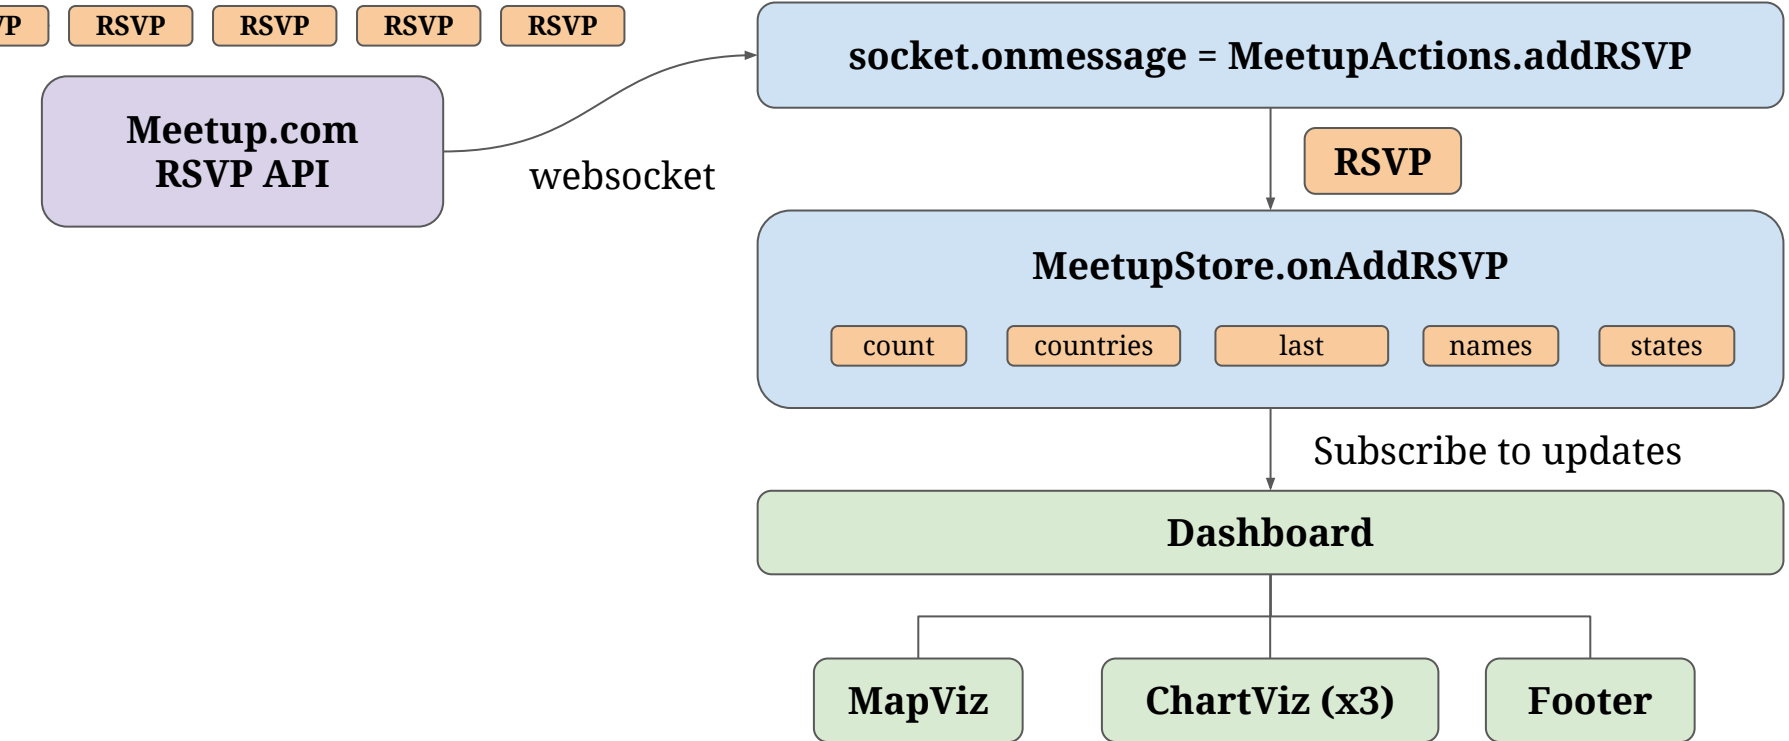 VP RSVP RSVP RSVP RSVP
socket.onmessage = MeetupActions.addRSVP
Meetup.com
RSVP API
websocket
RSVP
MeetupStore.onAddRSVP
count countries last names states
Subscribe to updates
Dashboard
MapViz ChartViz (x3) Footer